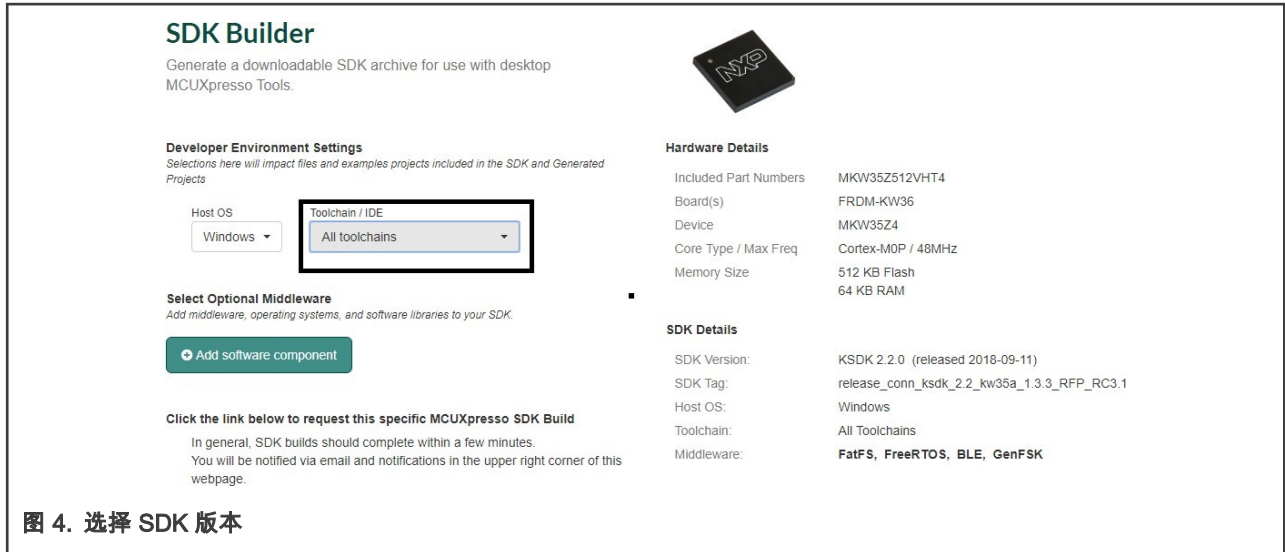 SDK Builder
Generate a downloadable SDK archive for use with desktop
MCUXpresso Tools.
NXP
Developer Environment Settings
Selections here will impact files and examples projects included in the SDK and Generated
Projects
Host OS
Toolchain / IDE
Windows
All toolchains
Select Optional Middleware
Add middleware, operating systems, and software libraries to your SDK.
Add software component
Click the link below to request this specific MCUXpresso SDK Build
In general, SDK builds should complete within a few minutes.
You will be notified via email and notifications in the upper right corner of this
webpage.
Hardware Details
Included Part Numbers MKW35Z512VHT4
Board(s) FRDM-KW36
Device MKW35Z4
Core Type / Max Freq Cortex-M0P / 48MHz
Memory Size 512 KB Flash
64 KB RAM
SDK Details
SDK Version: KSDK 2.2.0 (released 2018-09-11)
SDK Tag: release_conn_ksdk_2.2_kw35a_1.3.3_RFP_RC3.1
Host OS: Windows
Toolchain: All Toolchains
Middleware: FatFS, FreeRTOS, BLE, GenFSK
图 4. 选择 SDK 版本